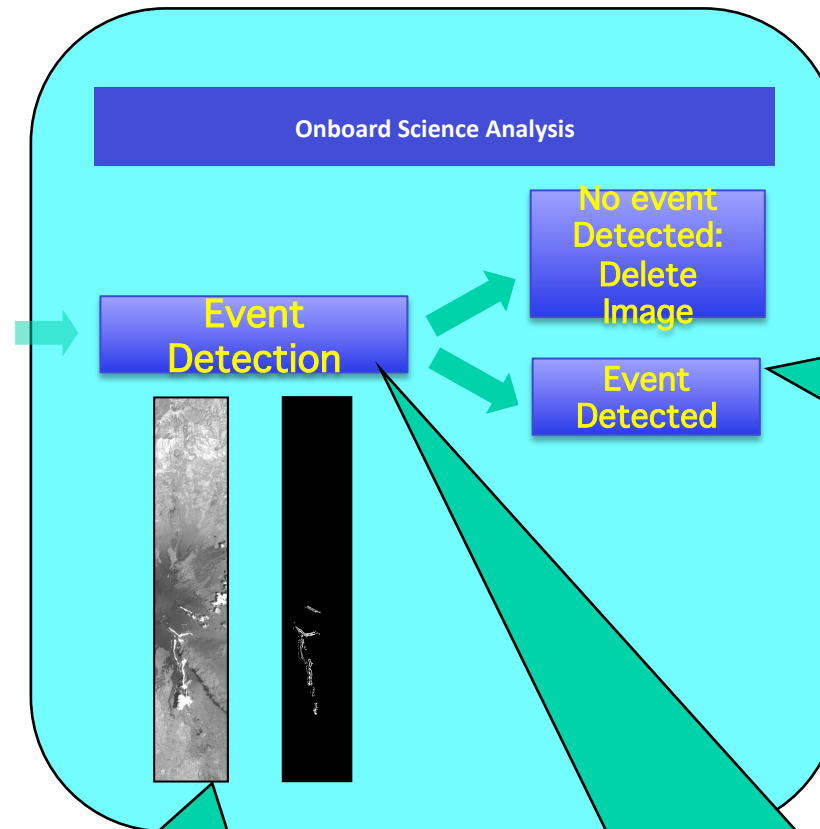 Onboard Science Analysis
No event
Detected:
Delete
Image
Event
Detection
Event
Detected